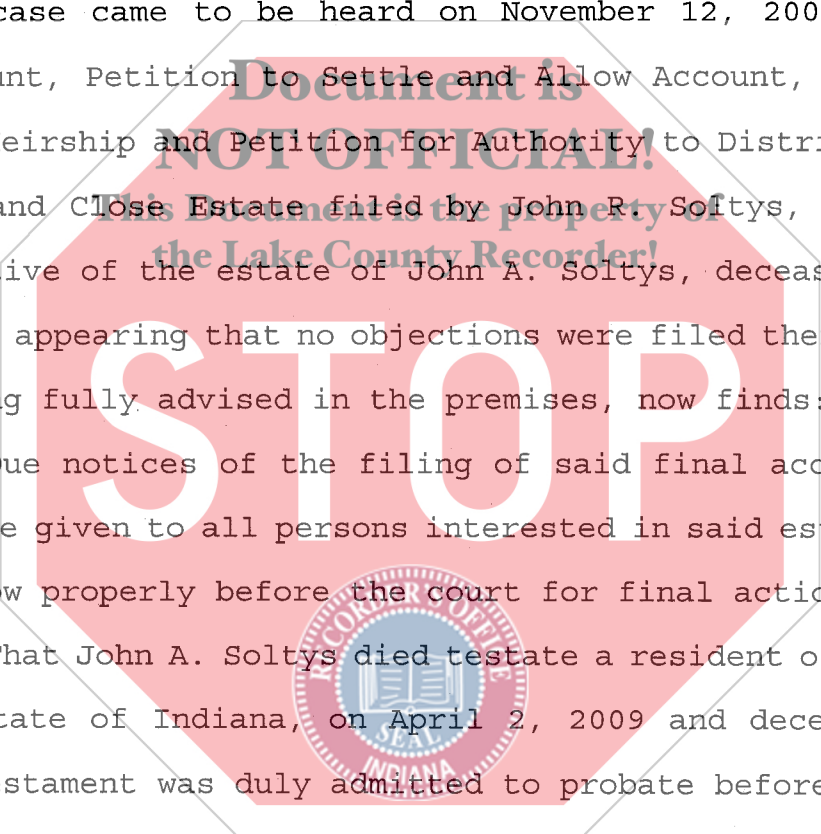 case came to be heard on November 12, 200
unt, Petition to Settle and Allow Account,
eirship and Petition for Authority to Distri
and Close Estate filed by John R. Soltys,
ive of the estate of John A. Soltys, deceas
appearing that no objections were filed the
g fully advised in the premises, now finds:
ue notices of the filing of said final acc
e given to all persons interested in said es
w properly before the court for final actio
hat John A. Soltys died testate a resident o
tate of Indiana, on April 2, 2009 and dece
stament was duly admitted to probate before
Document is
NOT OFFICIAL!
This Document is the property of
the Lake County Recorder!
STOP
RECORDER'S OFFICE
SEAL
INDIANA